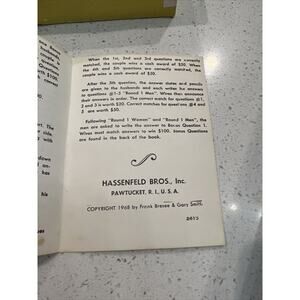 When the 1st, 2nd and 3rd questions are correctly
matched, the couple wins a cash award of $30. When
the 4th and 5th questions are correctly matched, the
couple wins a cash award of $50.
After the 5th question, the answer slates and pencils
are given to the husbands and each writes his answers
to questions #1-5 "Round 1 Men". Wives then announce
their answers in order. The correct match for questions #1,
2 and 3 is worth $30. Correct matches for questions #4
and #5 are worth $50.
Following "Round 1 Women" and "Round 1 Men", the
men are asked to write the answer to Bonus Question 1.
Wives must match answers to win $100. Bonus Questions
are found in the back of the book.
HASSENFELD BROS., Inc.
PAWTUCKET, R. I., U. S. A.
COPYRIGHT 1968 by Frank Bresee & Gary Smith
2615